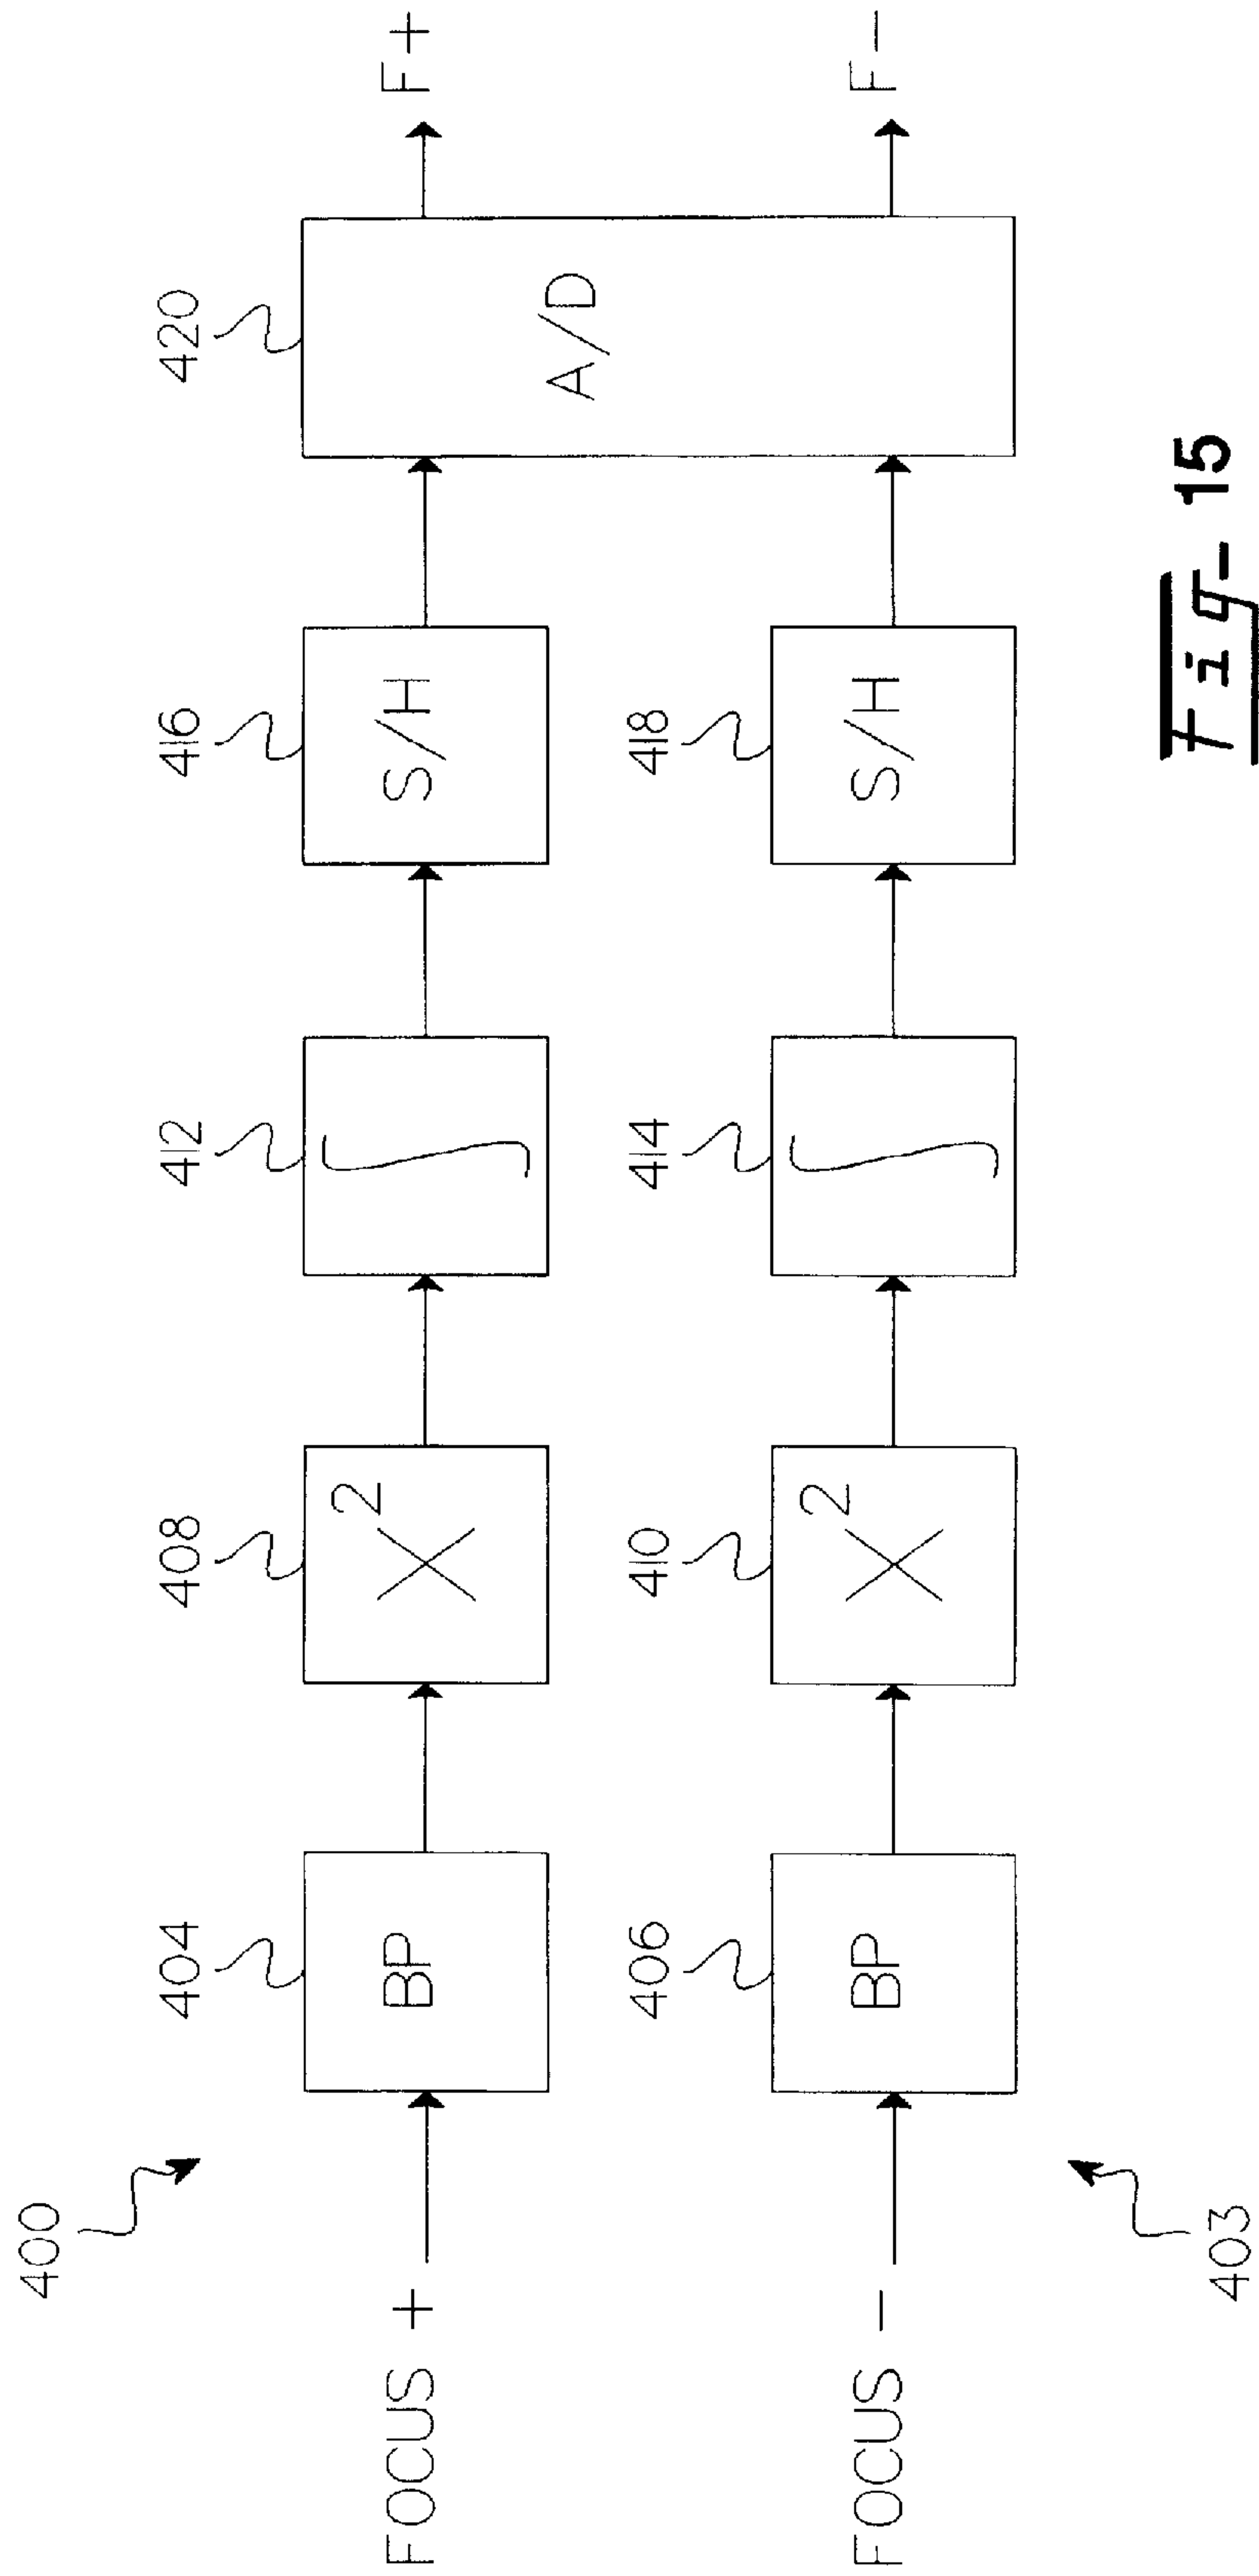 400
404
408
412
416
420
FOCUS +
BP
X²
∫
S/H
A/D
F+
406
410
414
418
FOCUS -
BP
X²
∫
S/H
F-
403
Fig- 15